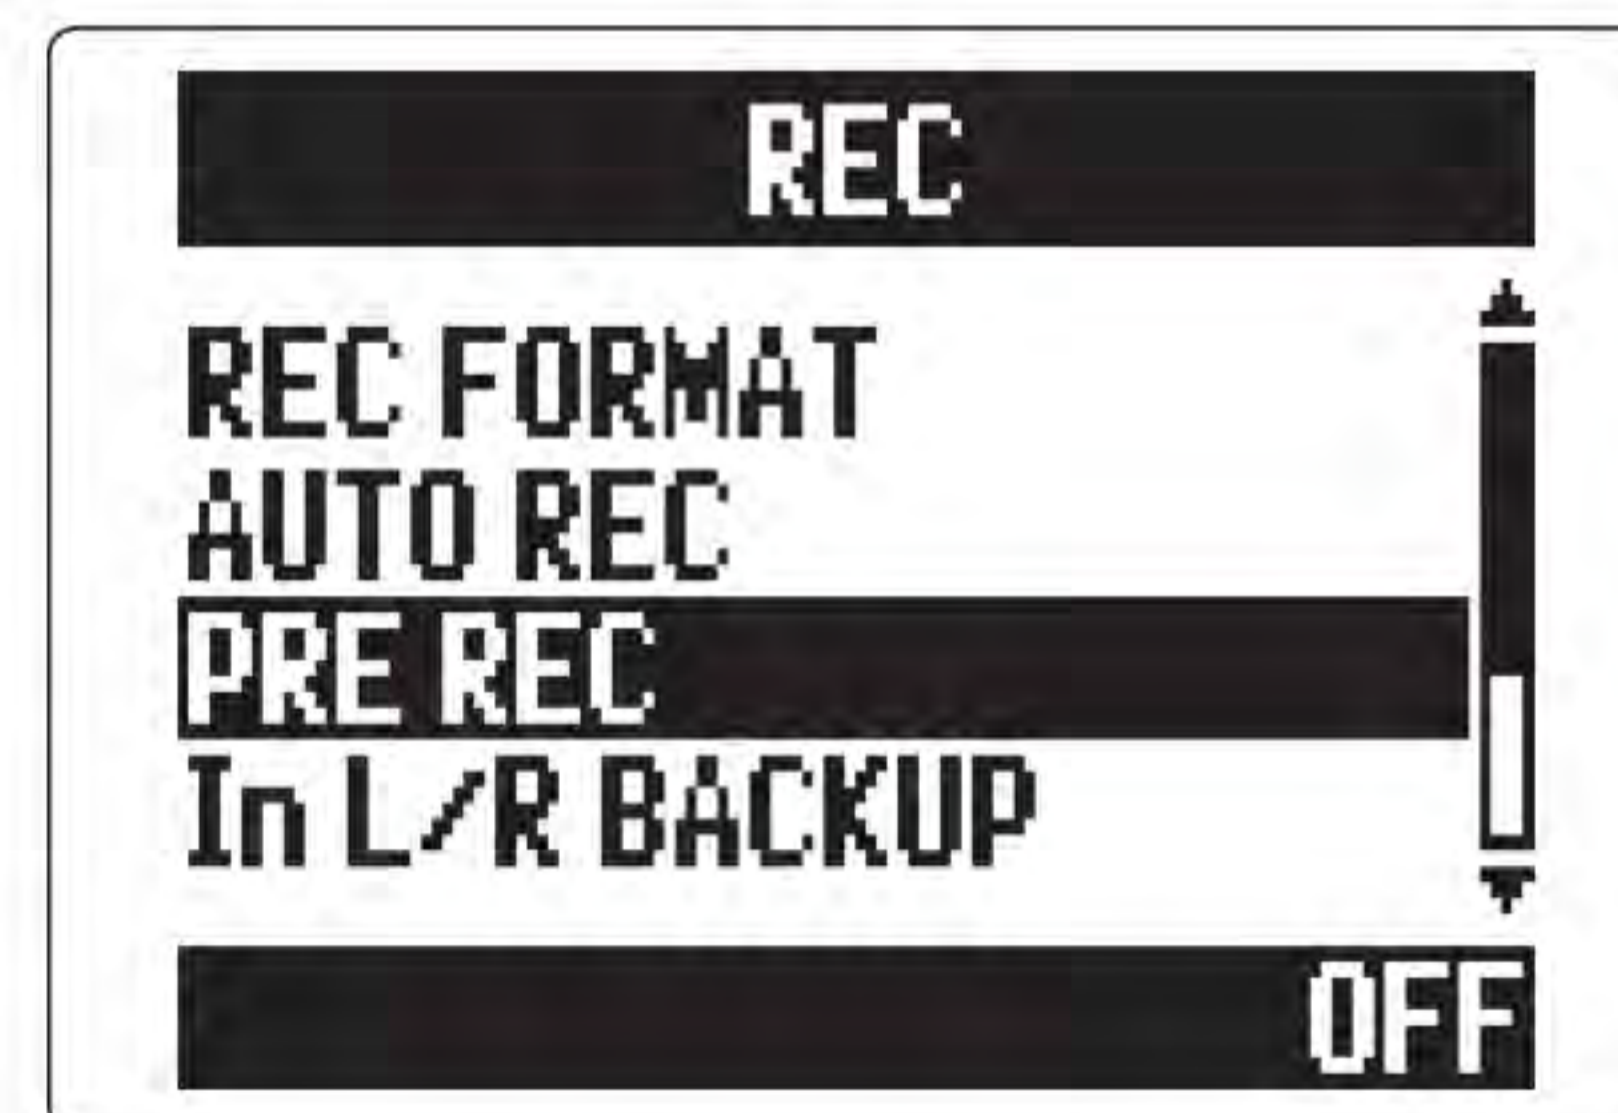 REC
REC FORMAT
AUTO REC
PRE REC
In L/R BACKUP
OFF